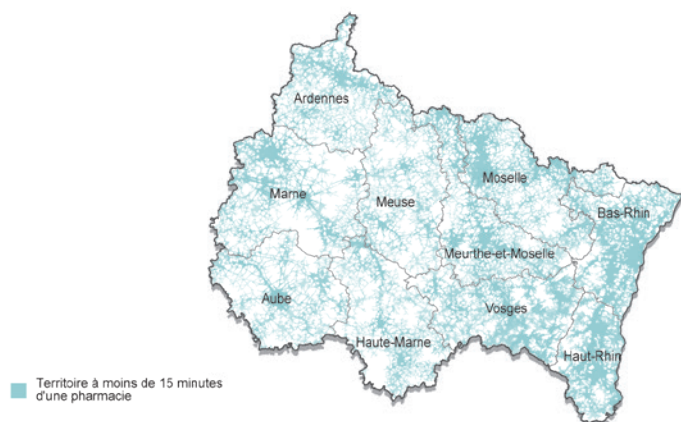 Ardennes
Moselle
Marne
Meuse
Bas-Rhin
Meurthe-et-Moselle
Aube
Vosges
Haute-Marne
Haut-Rhin
Territoire à moins de 15 minutes
d'une pharmacie